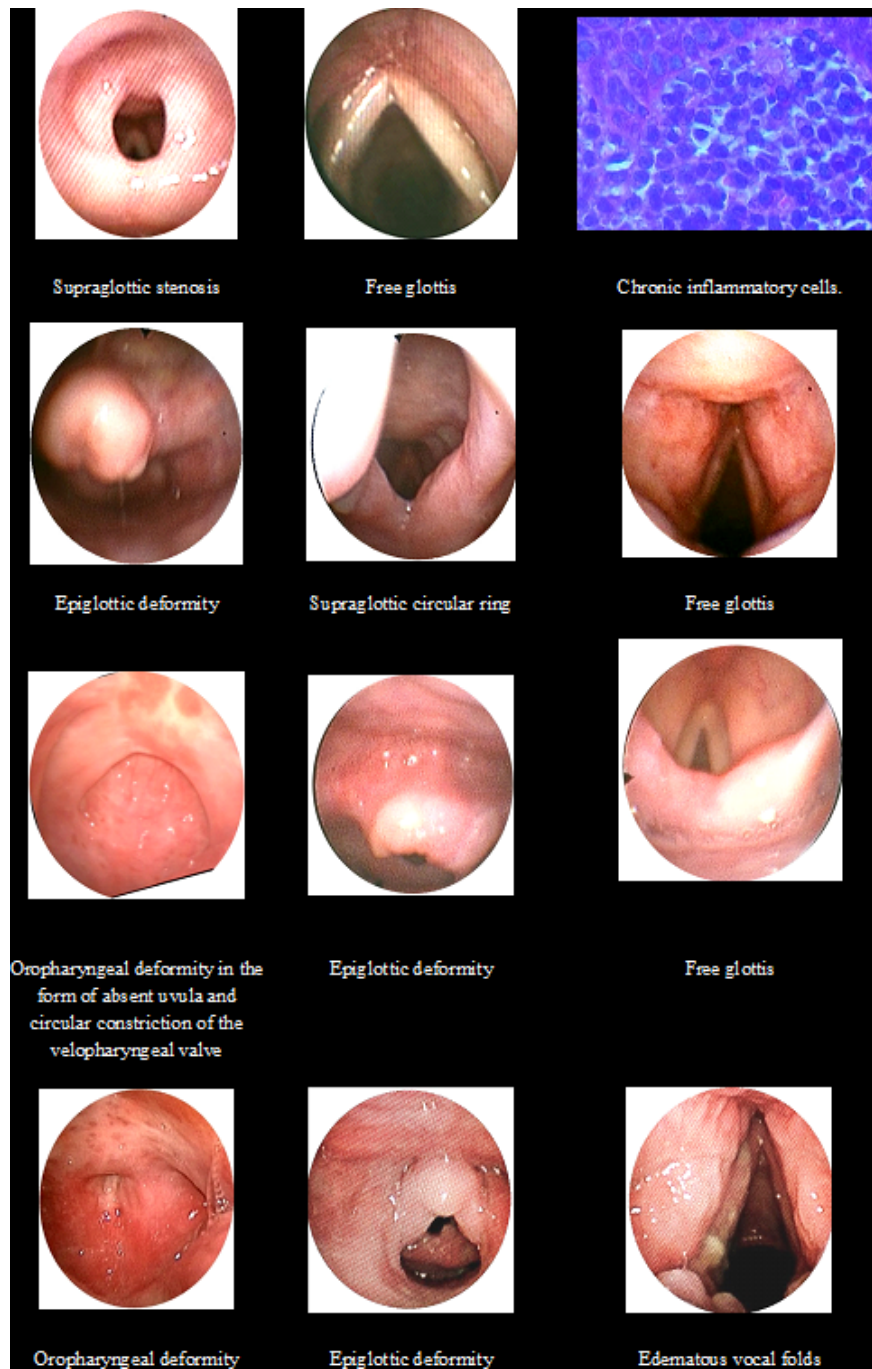 Supraglottic stenosis
Free glottis
Chronic inflammatory cells.
Epiglottic deformity
Supraglottic circular ring
Free glottis
Oropharyngeal deformity in the
form of absent uvula and
circular constriction of the
velopharyngeal valve
Epiglottic deformity
Free glottis
Oropharyngeal deformity
Epiglottic deformity
Edematous vocal folds